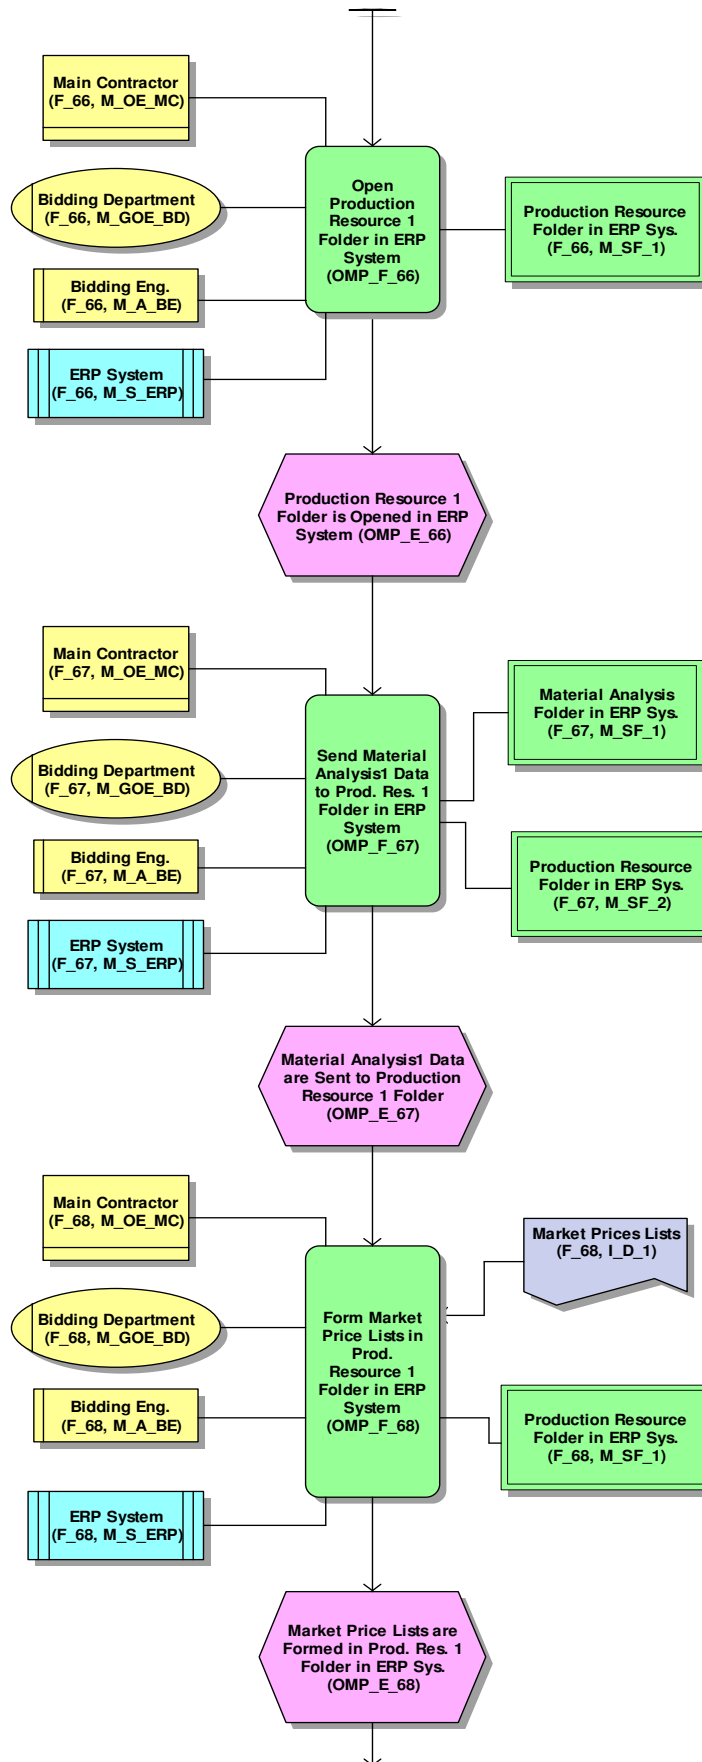 Main Contractor
(F_66, M_OE_MC)
Bidding Department
(F_66, M_GOE_BD)
Bidding Eng.
(F_66, M_A_BE)
ERP System
(F_66, M_S_ERP)
Open
Production
Resource 1
Folder in ERP
System
(OMP_F_66)
Production Resource
Folder in ERP Sys.
(F_66, M_SF_1)
Production Resource 1
Folder is Opened in ERP
System (OMP_E_66)
Main Contractor
(F_67, M_OE_MC)
Bidding Department
(F_67, M_GOE_BD)
Bidding Eng.
(F_67, M_A_BE)
ERP System
(F_67, M_S_ERP)
Send Material
Analysis1 Data
to Prod. Res. 1
Folder in ERP
System
(OMP_F_67)
Material Analysis
Folder in ERP Sys.
(F_67, M_SF_1)
Production Resource
Folder in ERP Sys.
(F_67, M_SF_2)
Material Analysis1 Data
are Sent to Production
Resource 1 Folder
(OMP_E_67)
Main Contractor
(F_68, M_OE_MC)
Bidding Department
(F_68, M_GOE_BD)
Bidding Eng.
(F_68, M_A_BE)
ERP System
(F_68, M_S_ERP)
Form Market
Price Lists in
Prod.
Resource 1
Folder in ERP
System
(OMP_F_68)
Market Prices Lists
(F_68, I_D_1)
Production Resource
Folder in ERP Sys.
(F_68, M_SF_1)
Market Price Lists are
Formed in Prod. Res. 1
Folder in ERP Sys.
(OMP_E_68)